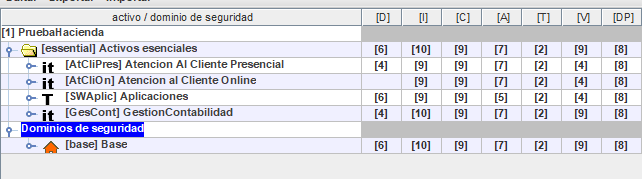 activo / dominio de seguridad [D] [I] [C] [A] [T] [V] [DP]
[1] PruebaHacienda
[essential] Activos esenciales [6] [10] [9] [7] [2] [9] [8]
it [AtCliPres] Atencion Al Cliente Presencial [4] [9] [9] [7] [2] [4] [8]
it [AtCliOn] Atencion al Cliente Online [9] [9] [7] [2] [4] [8]
T [SWAplic] Aplicaciones [6] [9] [9] [5] [2] [4] [8]
it [GesCont] GestionContabilidad [4] [10] [9] [7] [2] [9] [8]
Dominios de seguridad
[base] Base [6] [10] [9] [7] [2] [9] [8]